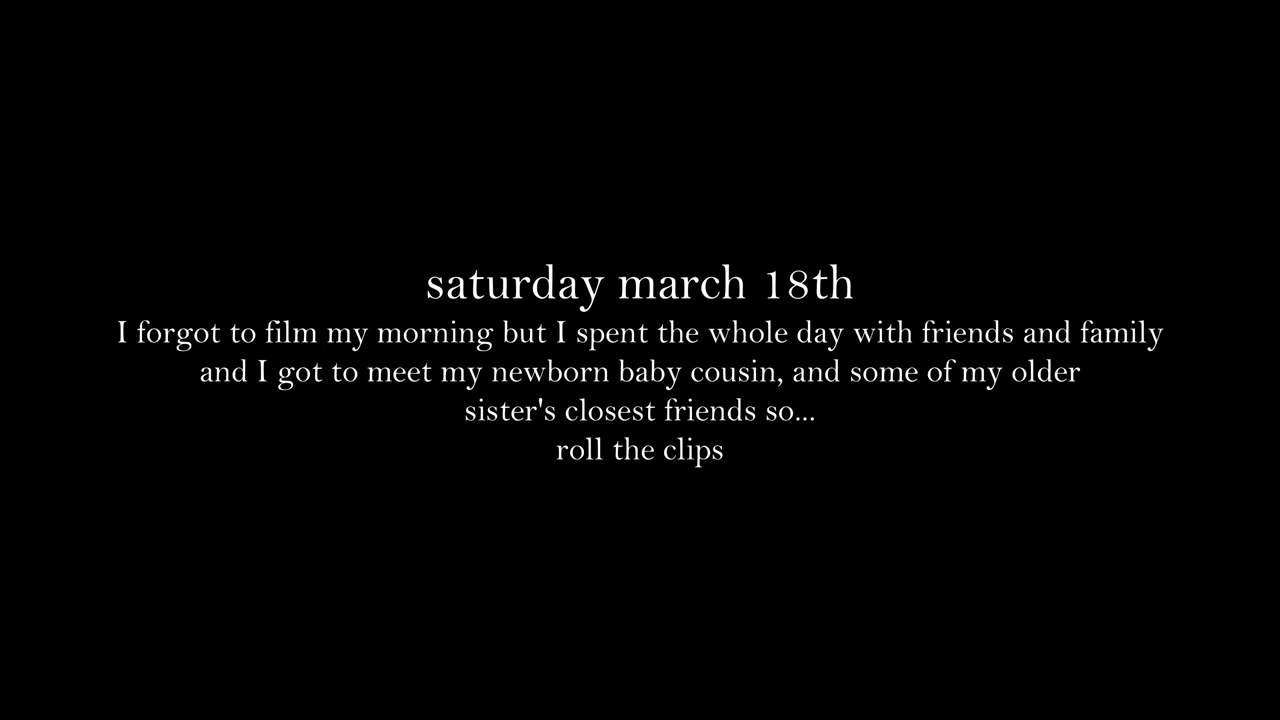 saturday march 18th
I forgot to film my morning but I spent the whole day with friends and family
and I got to meet my newborn baby cousin, and some of my older
sister's closest friends so...
roll the clips